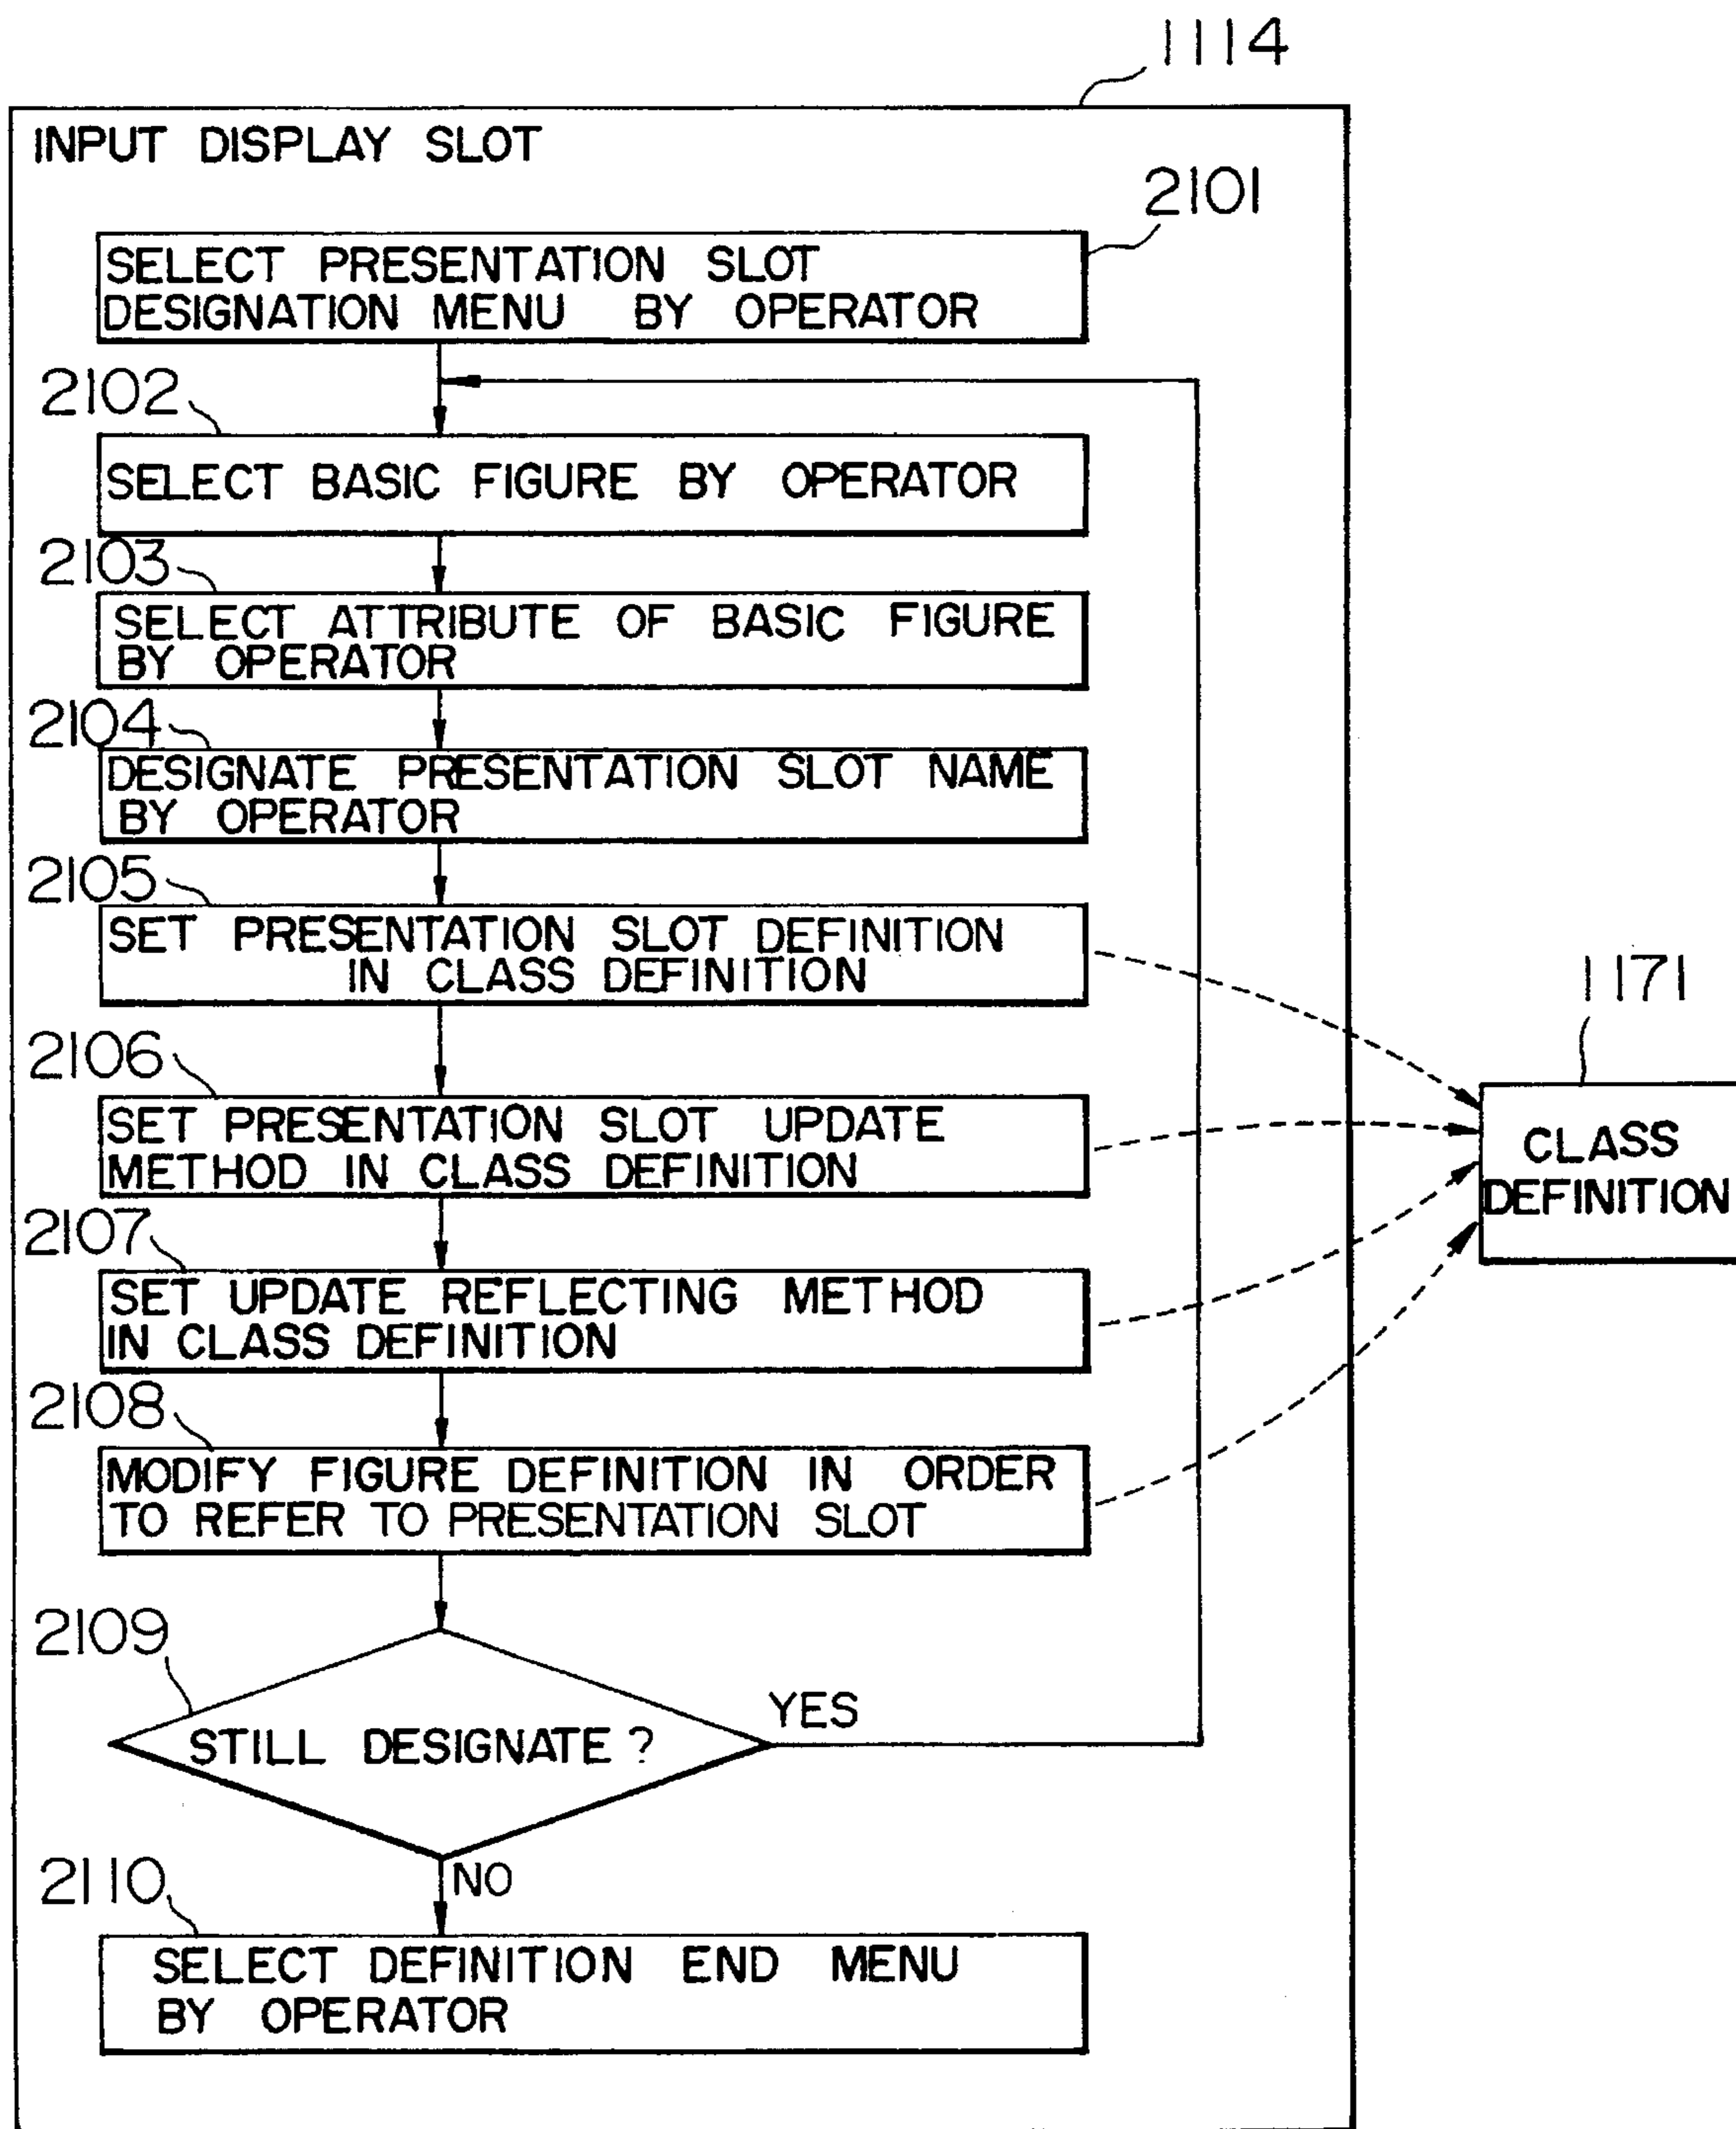 1114
INPUT DISPLAY SLOT
2101
SELECT PRESENTATION SLOT
DESIGNATION MENU BY OPERATOR
2102
SELECT BASIC FIGURE BY OPERATOR
2103
SELECT ATTRIBUTE OF BASIC FIGURE
BY OPERATOR
2104
DESIGNATE PRESENTATION SLOT NAME
BY OPERATOR
2105
SET PRESENTATION SLOT DEFINITION
IN CLASS DEFINITION
1171
CLASS
DEFINITION
2106
SET PRESENTATION SLOT UPDATE
METHOD IN CLASS DEFINITION
2107
SET UPDATE REFLECTING METHOD
IN CLASS DEFINITION
2108
MODIFY FIGURE DEFINITION IN ORDER
TO REFER TO PRESENTATION SLOT
2109
STILL DESIGNATE ?
YES
NO
2110
SELECT DEFINITION END MENU
BY OPERATOR